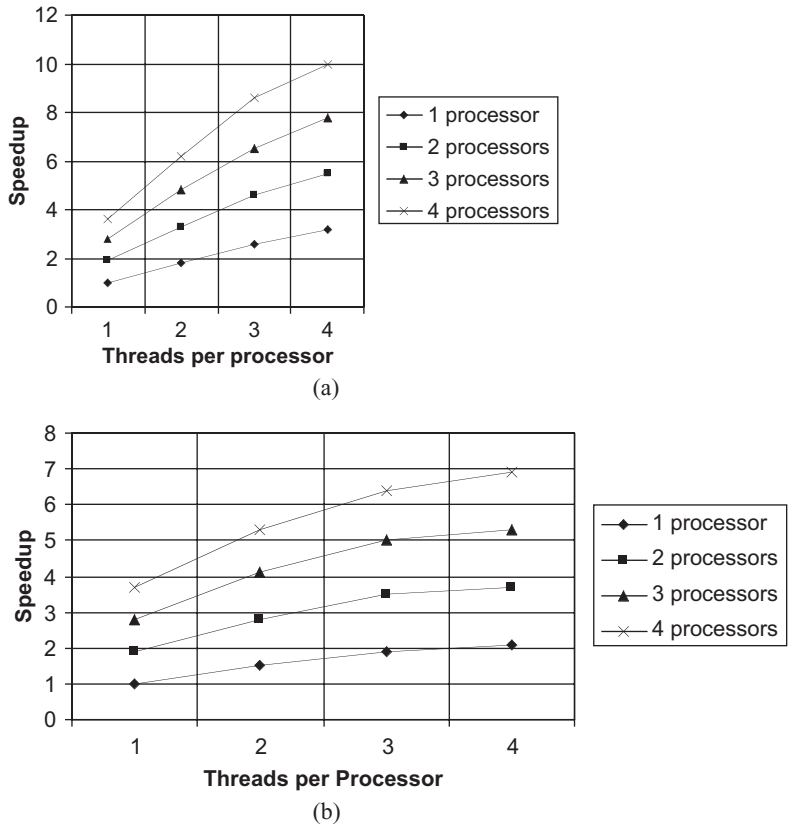 12
10
8
6
4
2
0
Speedup
1 2 3 4
Threads per processor
1 processor
2 processors
3 processors
4 processors
(a)
8
7
6
5
4
3
2
1
0
Speedup
1 2 3 4
Threads per Processor
1 processor
2 processors
3 processors
4 processors
(b)